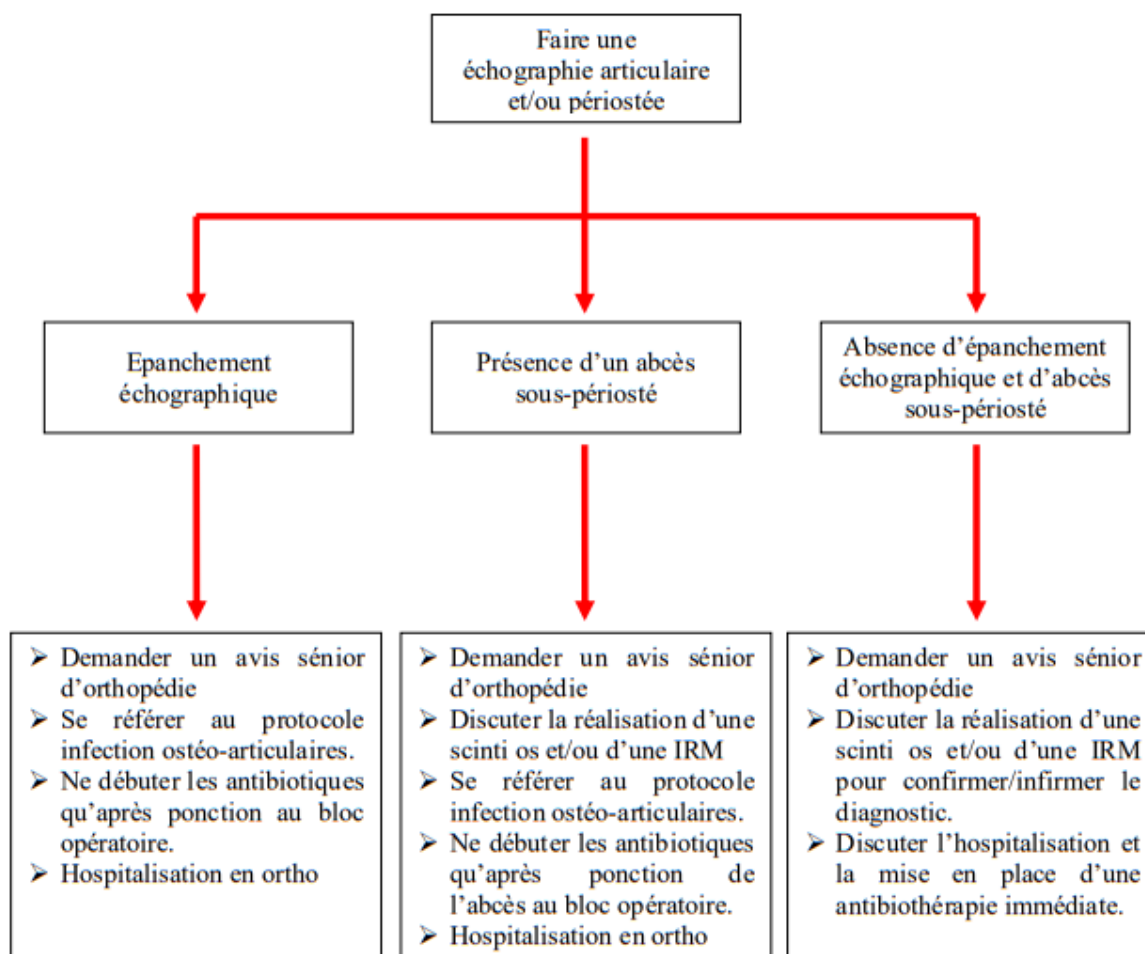 Faire une
échographie articulaire
et/ou périostée
Epanchement
échographique
Présence d'un abcès
sous-périosté
Absence d'épanchement
échographique et d'abcès
sous-périosté
➤ Demander un avis sénior
d'orthopédie
➤ Se référer au protocole
infection ostéo-articulaires.
➤ Ne débuter les antibiotiques
qu'après ponction au bloc
opératoire.
➤ Hospitalisation en ortho
➤ Demander un avis sénior
d'orthopédie
➤ Discuter la réalisation d'une
scinti os et/ou d'une IRM
➤ Se référer au protocole
infection ostéo-articulaires.
➤ Ne débuter les antibiotiques
qu'après ponction de
l'abcès au bloc opératoire.
➤ Hospitalisation en ortho
➤ Demander un avis sénior
d'orthopédie
➤ Discuter la réalisation d'une
scinti os et/ou d'une IRM
pour confirmer/infirmer le
diagnostic.
➤ Discuter l'hospitalisation et
la mise en place d'une
antibiothérapie immédiate.